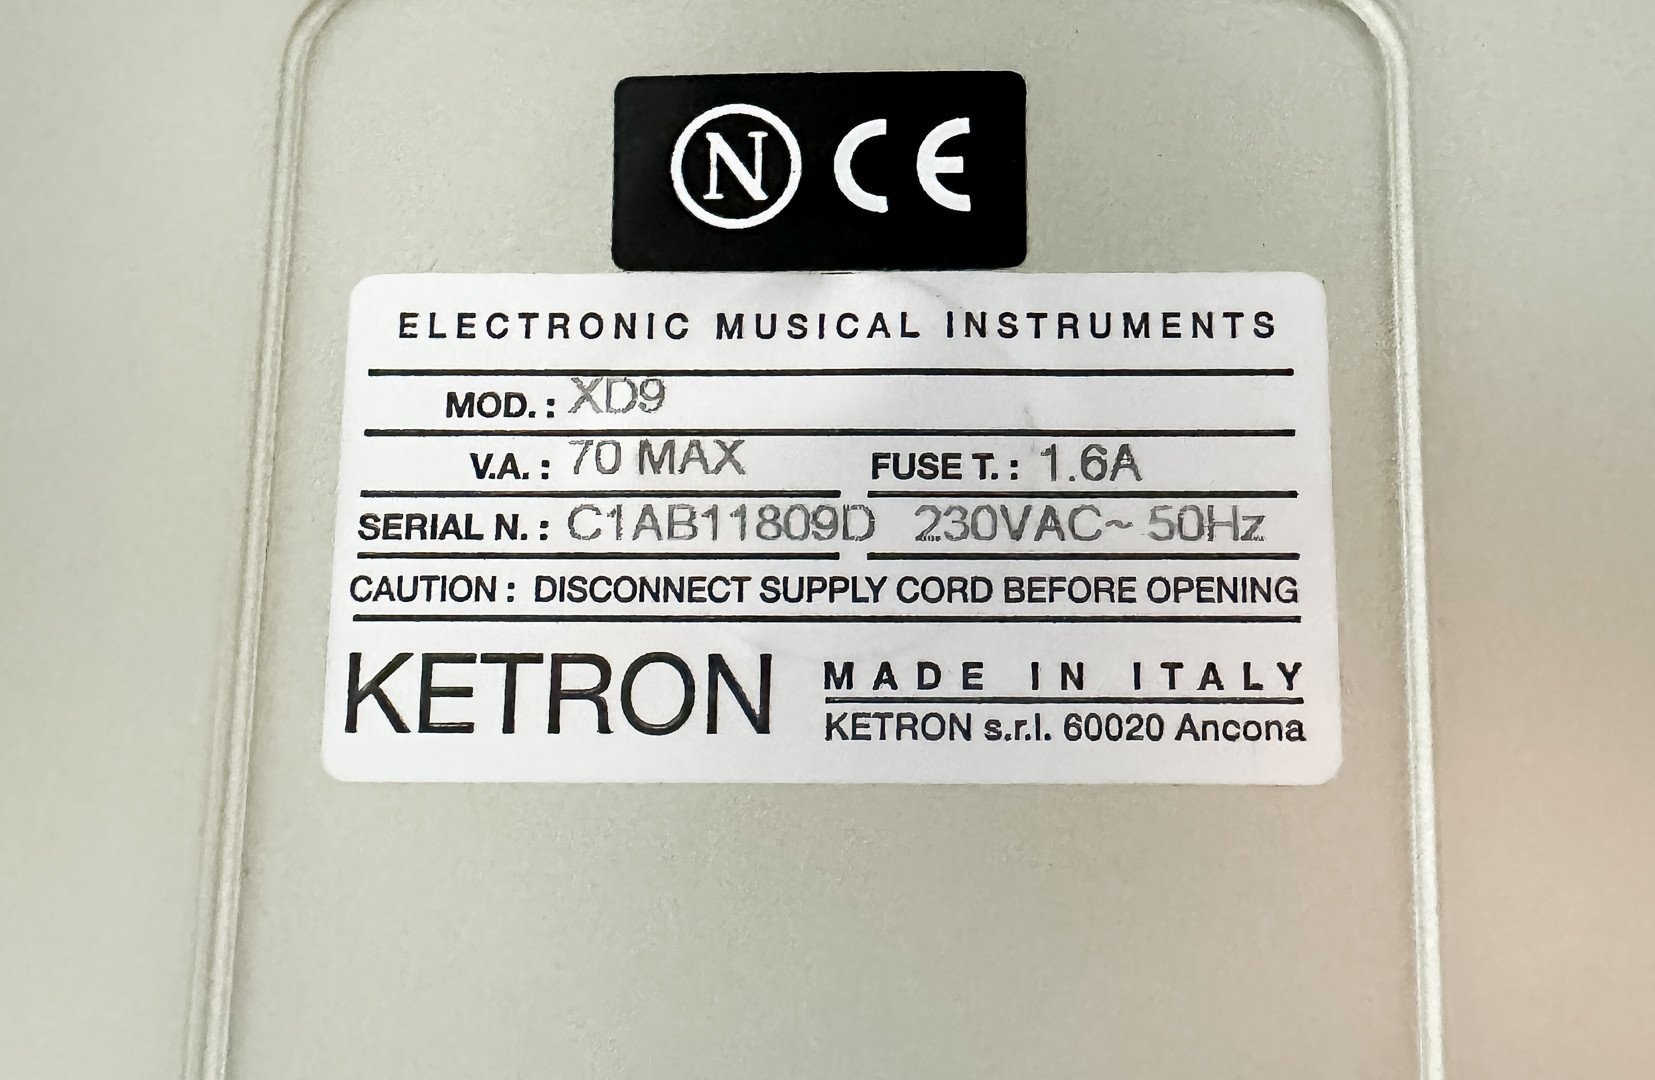 N CE
ELECTRONIC MUSICAL INSTRUMENTS
MOD. : XD9
V.A. : 70 MAX FUSE T. : 1.6A
SERIAL N. : C1AB11809D 230VAC~ 50Hz
CAUTION : DISCONNECT SUPPLY CORD BEFORE OPENING
KETRON MADE IN ITALY
KETRON s.r.l. 60020 Ancona